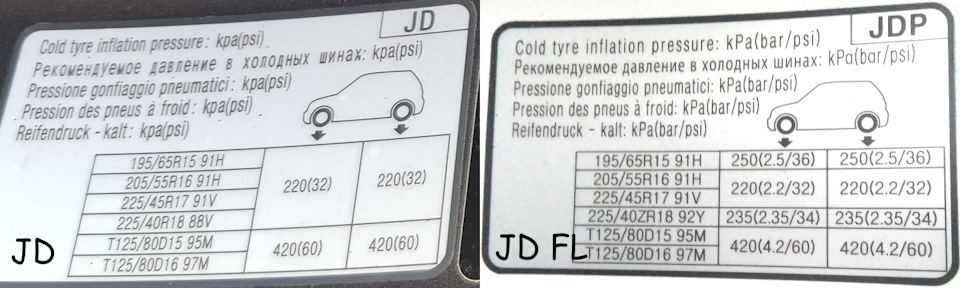 JD
Cold tyre inflation pressure: kpa(psi)
Рекомендуемое давление в холодных шинах: kpa(psi)
Pressione gonfiaggio pneumatici: kpa(psi)
Pression des pneus à froid: kpa(psi)
Reifendruck - kalt: kpa(psi)
195/65R15 91H
205/55R16 91H
225/45R17 91V
225/40R18 88V
220(32) 220(32)
T125/80D15 95M
T125/80D16 97M
420(60) 420(60)
JD
JDP
Cold tyre inflation pressure: kPa(bar/psi)
Рекомендуемое давление в холодных шинах: kPa(bar/psi)
Pressione gonfiaggio pneumatici: kPa(bar/psi)
Pression des pneus à froid: kPa(bar/psi)
Reifendruck - kalt: kPa(bar/psi)
195/65R15 91H 250(2.5/36) 250(2.5/36)
205/55R16 91H
225/45R17 91V
220(2.2/32) 220(2.2/32)
225/40ZR18 92Y 235(2.35/34) 235(2.35/34)
T125/80D15 95M
T125/80D16 97M
420(4.2/60) 420(4.2/60)
JD FL